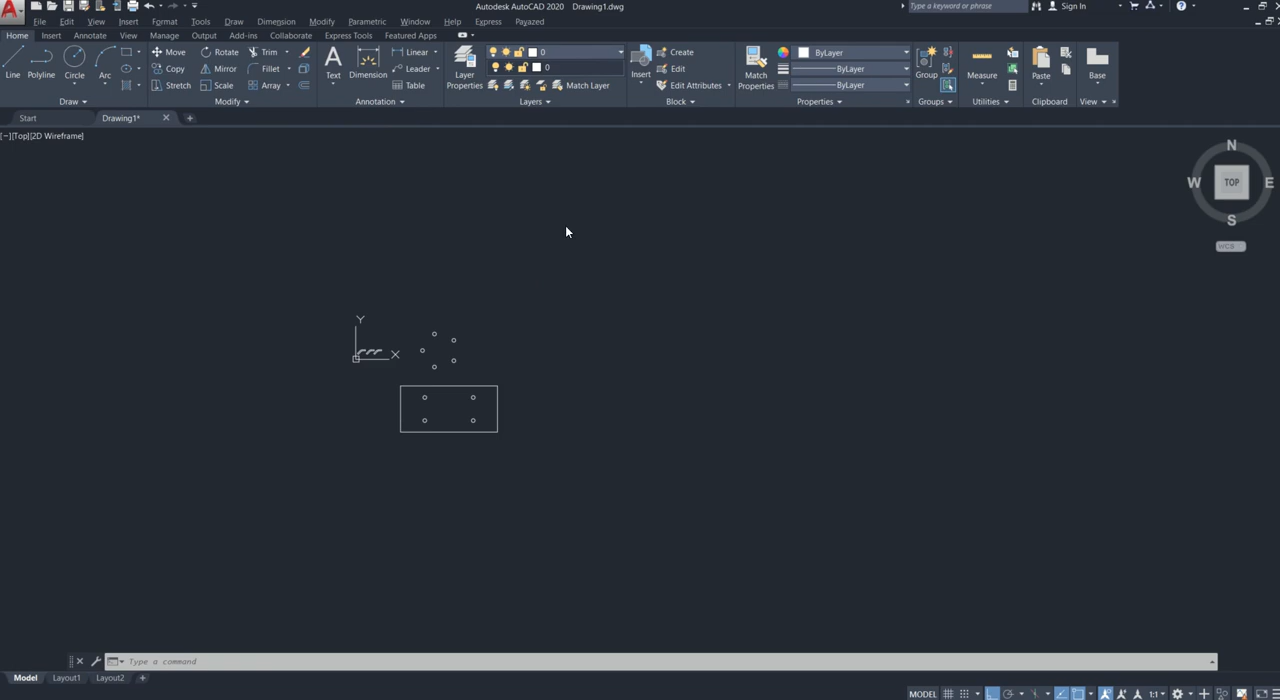 A Autodesk AutoCAD 2020 Drawing1.dwg Type a keyword or phrase Sign In
File Edit View Insert Format Tools Draw Dimension Modify Parametric Window Help Express Payzoed
Home Insert Annotate View Manage Output Add-ins Collaborate Express Tools Featured Apps
Line Polyline Circle Arc
Move Rotate Trim
Copy Mirror Fillet
Stretch Scale Array
Text Dimension
Linear
Leader
Table
Layer
Properties
0
0
Match Layer
Insert
Create
Edit
Edit Attributes
Match
Properties
ByLayer
ByLayer
ByLayer
Group Measure Paste Base
Draw Modify Annotation Layers Block Properties Groups Utilities Clipboard View
Start Drawing1*
[−][Top][2D Wireframe]
N
W TOP E
S
WCS
Y
X
Type a command
Model Layout1 Layout2
MODEL 1:1